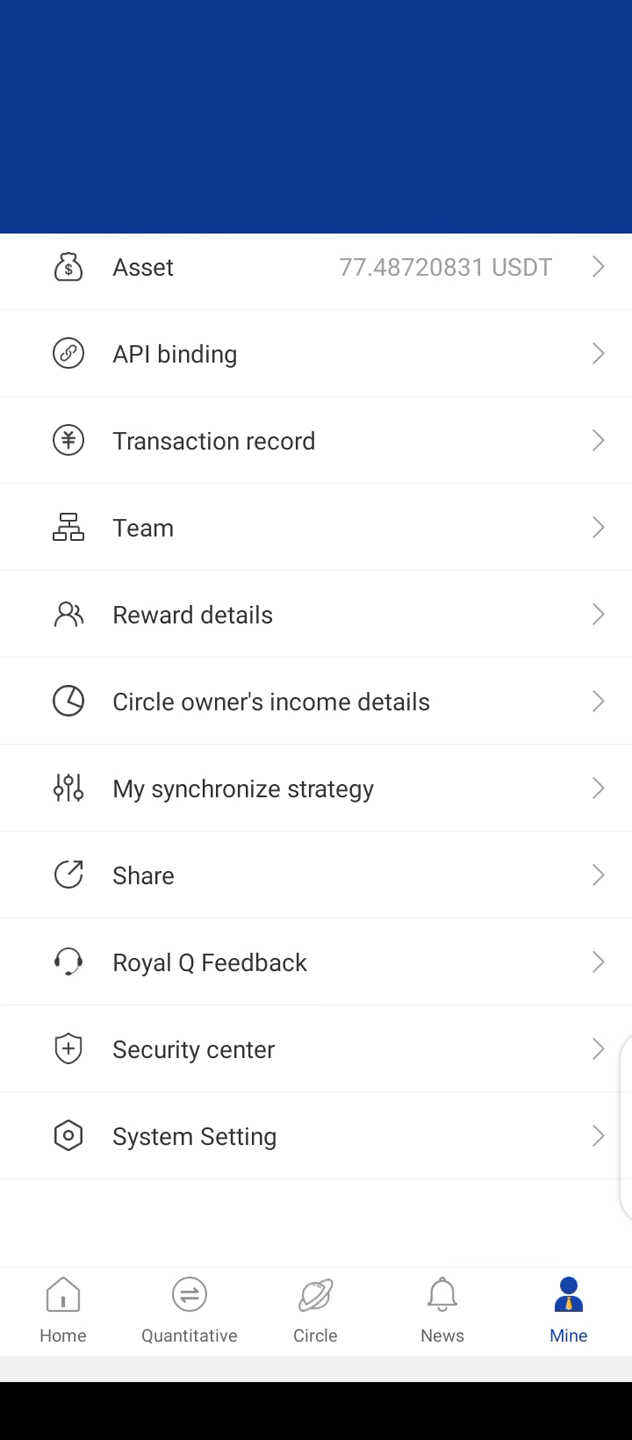 Asset 77.48720831 USDT
API binding
Transaction record
Team
Reward details
Circle owner's income details
My synchronize strategy
Share
Royal Q Feedback
Security center
System Setting
Home Quantitative Circle News Mine